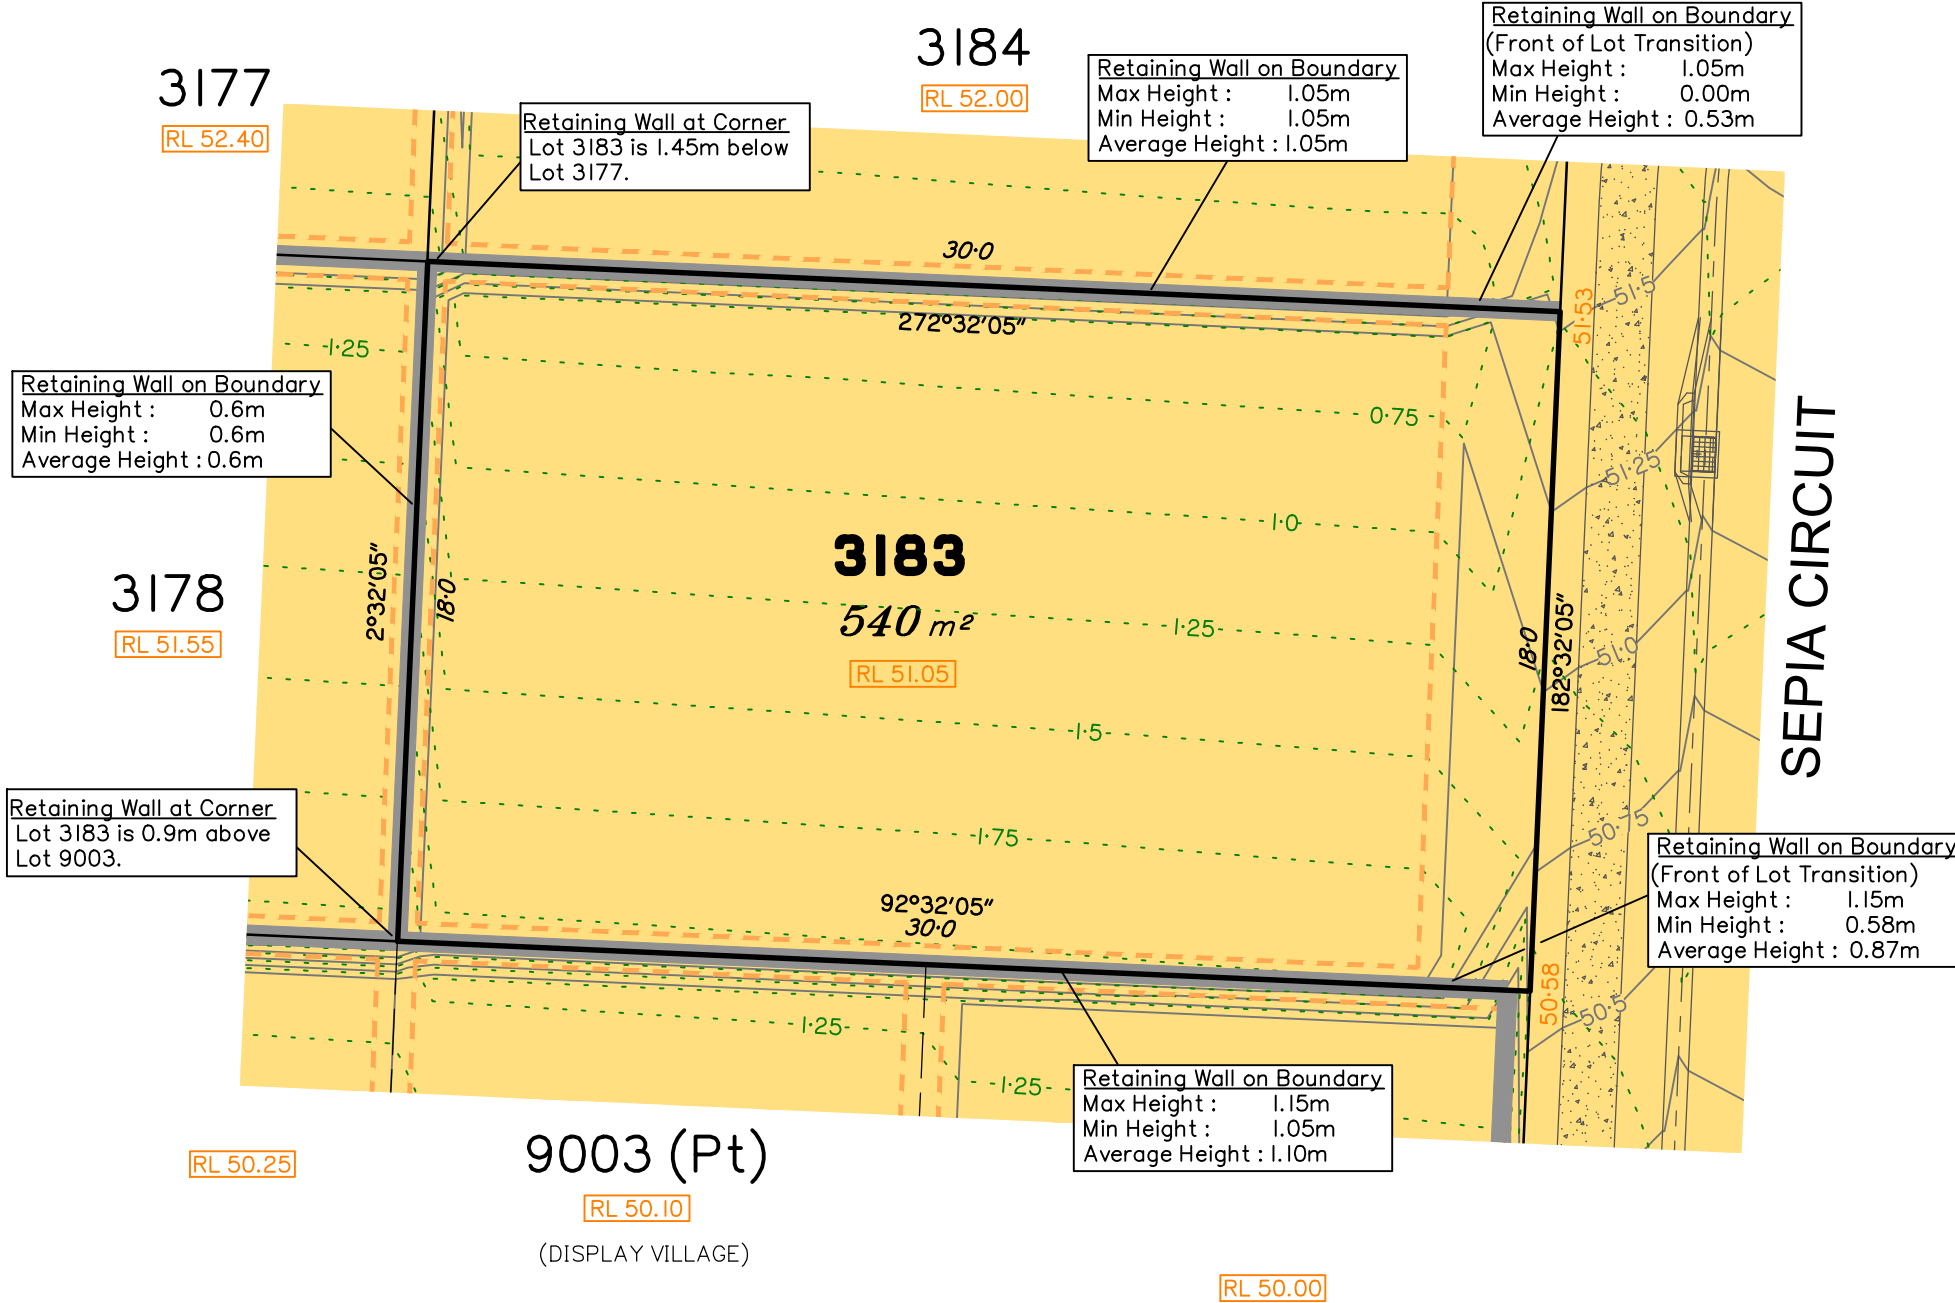 3177
RL 52.40
3184
RL 52.00
Retaining Wall at Corner
Lot 3183 is 1.45m below
Lot 3177.
Retaining Wall on Boundary
Max Height : 1.05m
Min Height : 1.05m
Average Height : 1.05m
Retaining Wall on Boundary
(Front of Lot Transition)
Max Height : 1.05m
Min Height : 0.00m
Average Height : 0.53m
30·0
272°32'05"
51·53
51·5
1·25
0·75
Retaining Wall on Boundary
Max Height : 0.6m
Min Height : 0.6m
Average Height : 0.6m
51·25
1·0
SEPIA CIRCUIT
3183
540 m²
RL 51.05
3178
RL 51.55
2°32'05"
18·0
1·25
18·0
182°32'05"
51·0
1·5
1·75
50·75
Retaining Wall at Corner
Lot 3183 is 0.9m above
Lot 9003.
92°32'05"
30·0
Retaining Wall on Boundary
(Front of Lot Transition)
Max Height : 1.15m
Min Height : 0.58m
Average Height : 0.87m
50·58
50·5
1·25
1·25
Retaining Wall on Boundary
Max Height : 1.15m
Min Height : 1.05m
Average Height : 1.10m
RL 50.25
9003 (Pt)
RL 50.10
(DISPLAY VILLAGE)
RL 50.00